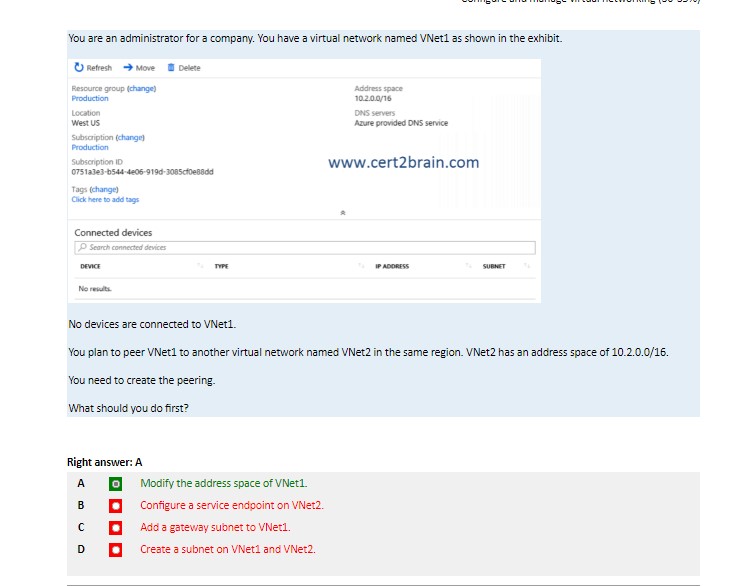 You are an administrator for a company. You have a virtual network named VNet1 as shown in the exhibit.
Refresh Move Delete
Resource group (change)
Production
Address space
10.2.0.0/16
Location
West US
DNS servers
Azure provided DNS service
Subscription (change)
Production
Subscription ID
0751a3e3-b544-4e06-919d-3085cf0e88dd
www.cert2brain.com
Tags (change)
Click here to add tags
Connected devices
Search connected devices
DEVICE TYPE IP ADDRESS SUBNET
No results.
No devices are connected to VNet1.
You plan to peer VNet1 to another virtual network named VNet2 in the same region. VNet2 has an address space of 10.2.0.0/16.
You need to create the peering.
What should you do first?
Right answer: A
A Modify the address space of VNet1.
B Configure a service endpoint on VNet2.
C Add a gateway subnet to VNet1.
D Create a subnet on VNet1 and VNet2.